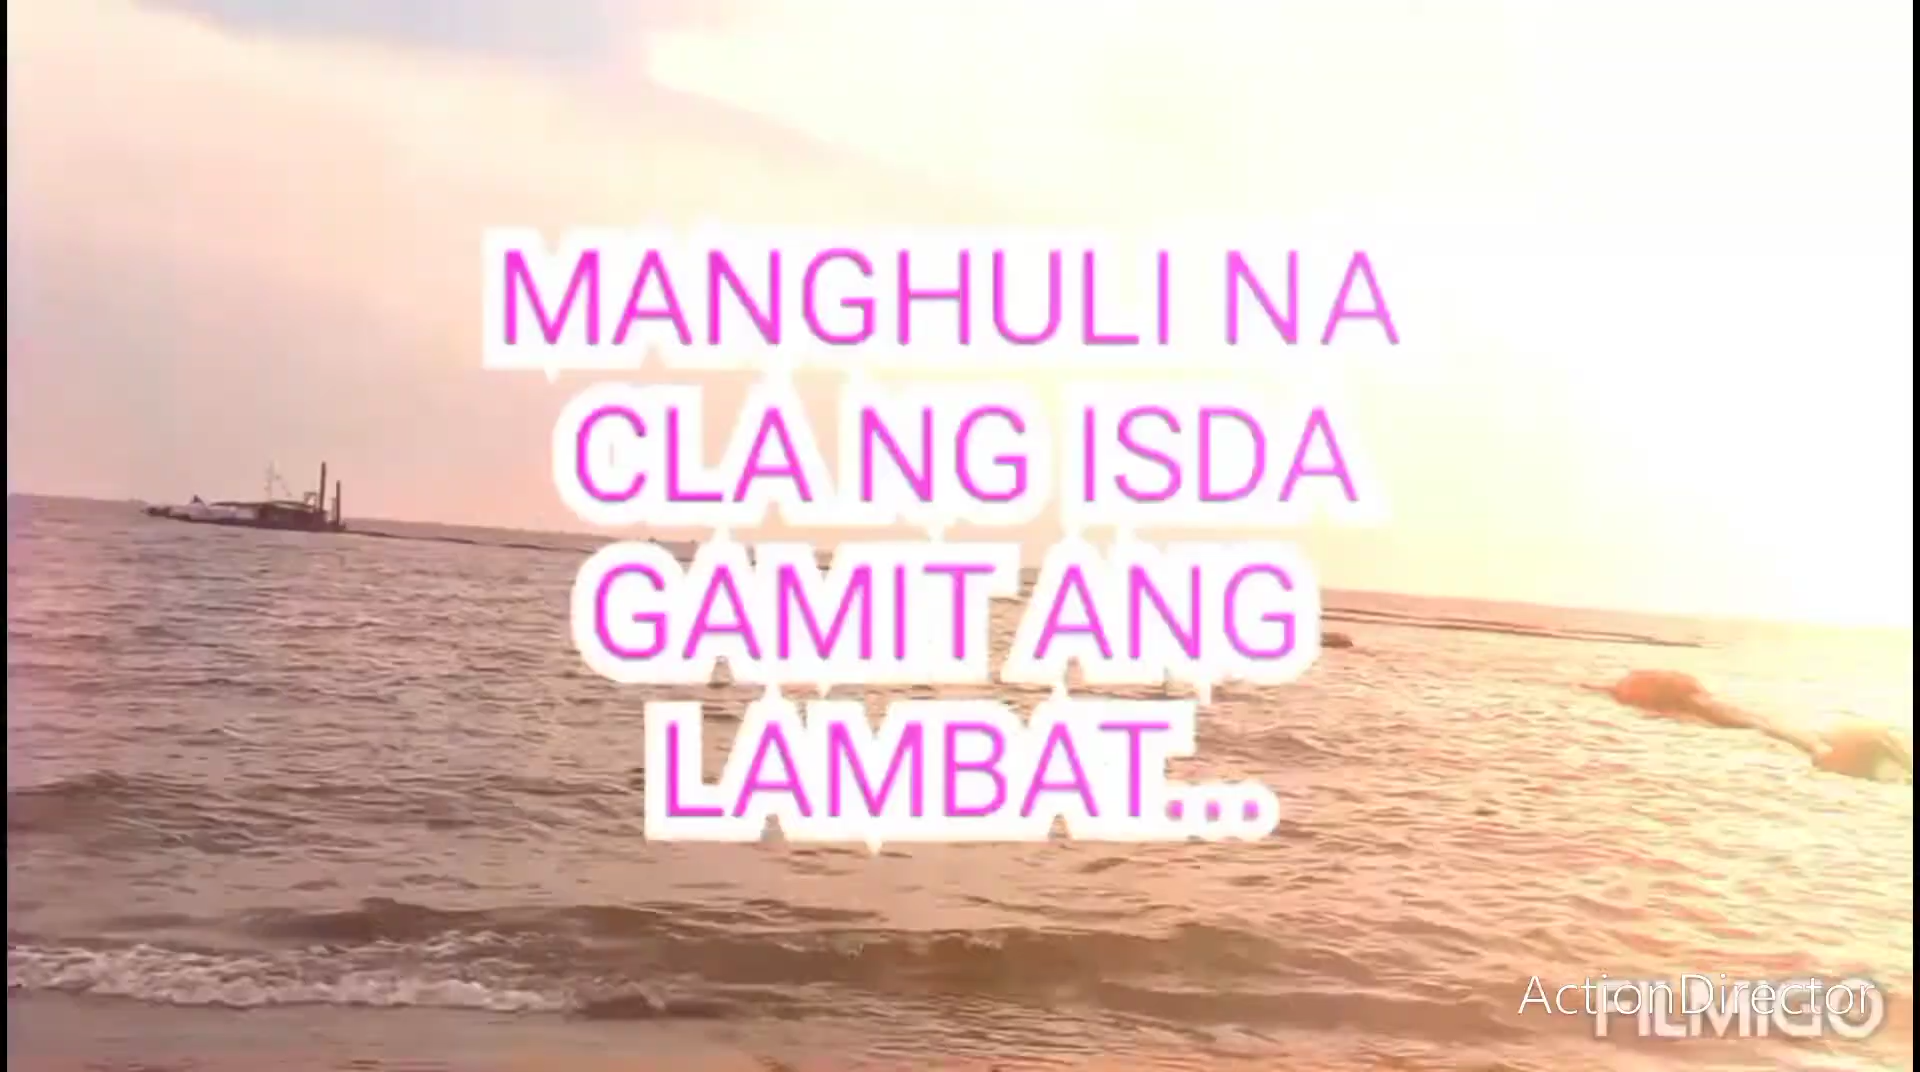 MANGHULI NA
CLA NG ISDA
GAMIT ANG
LAMBAT...
ActionDirector
FILMIGO